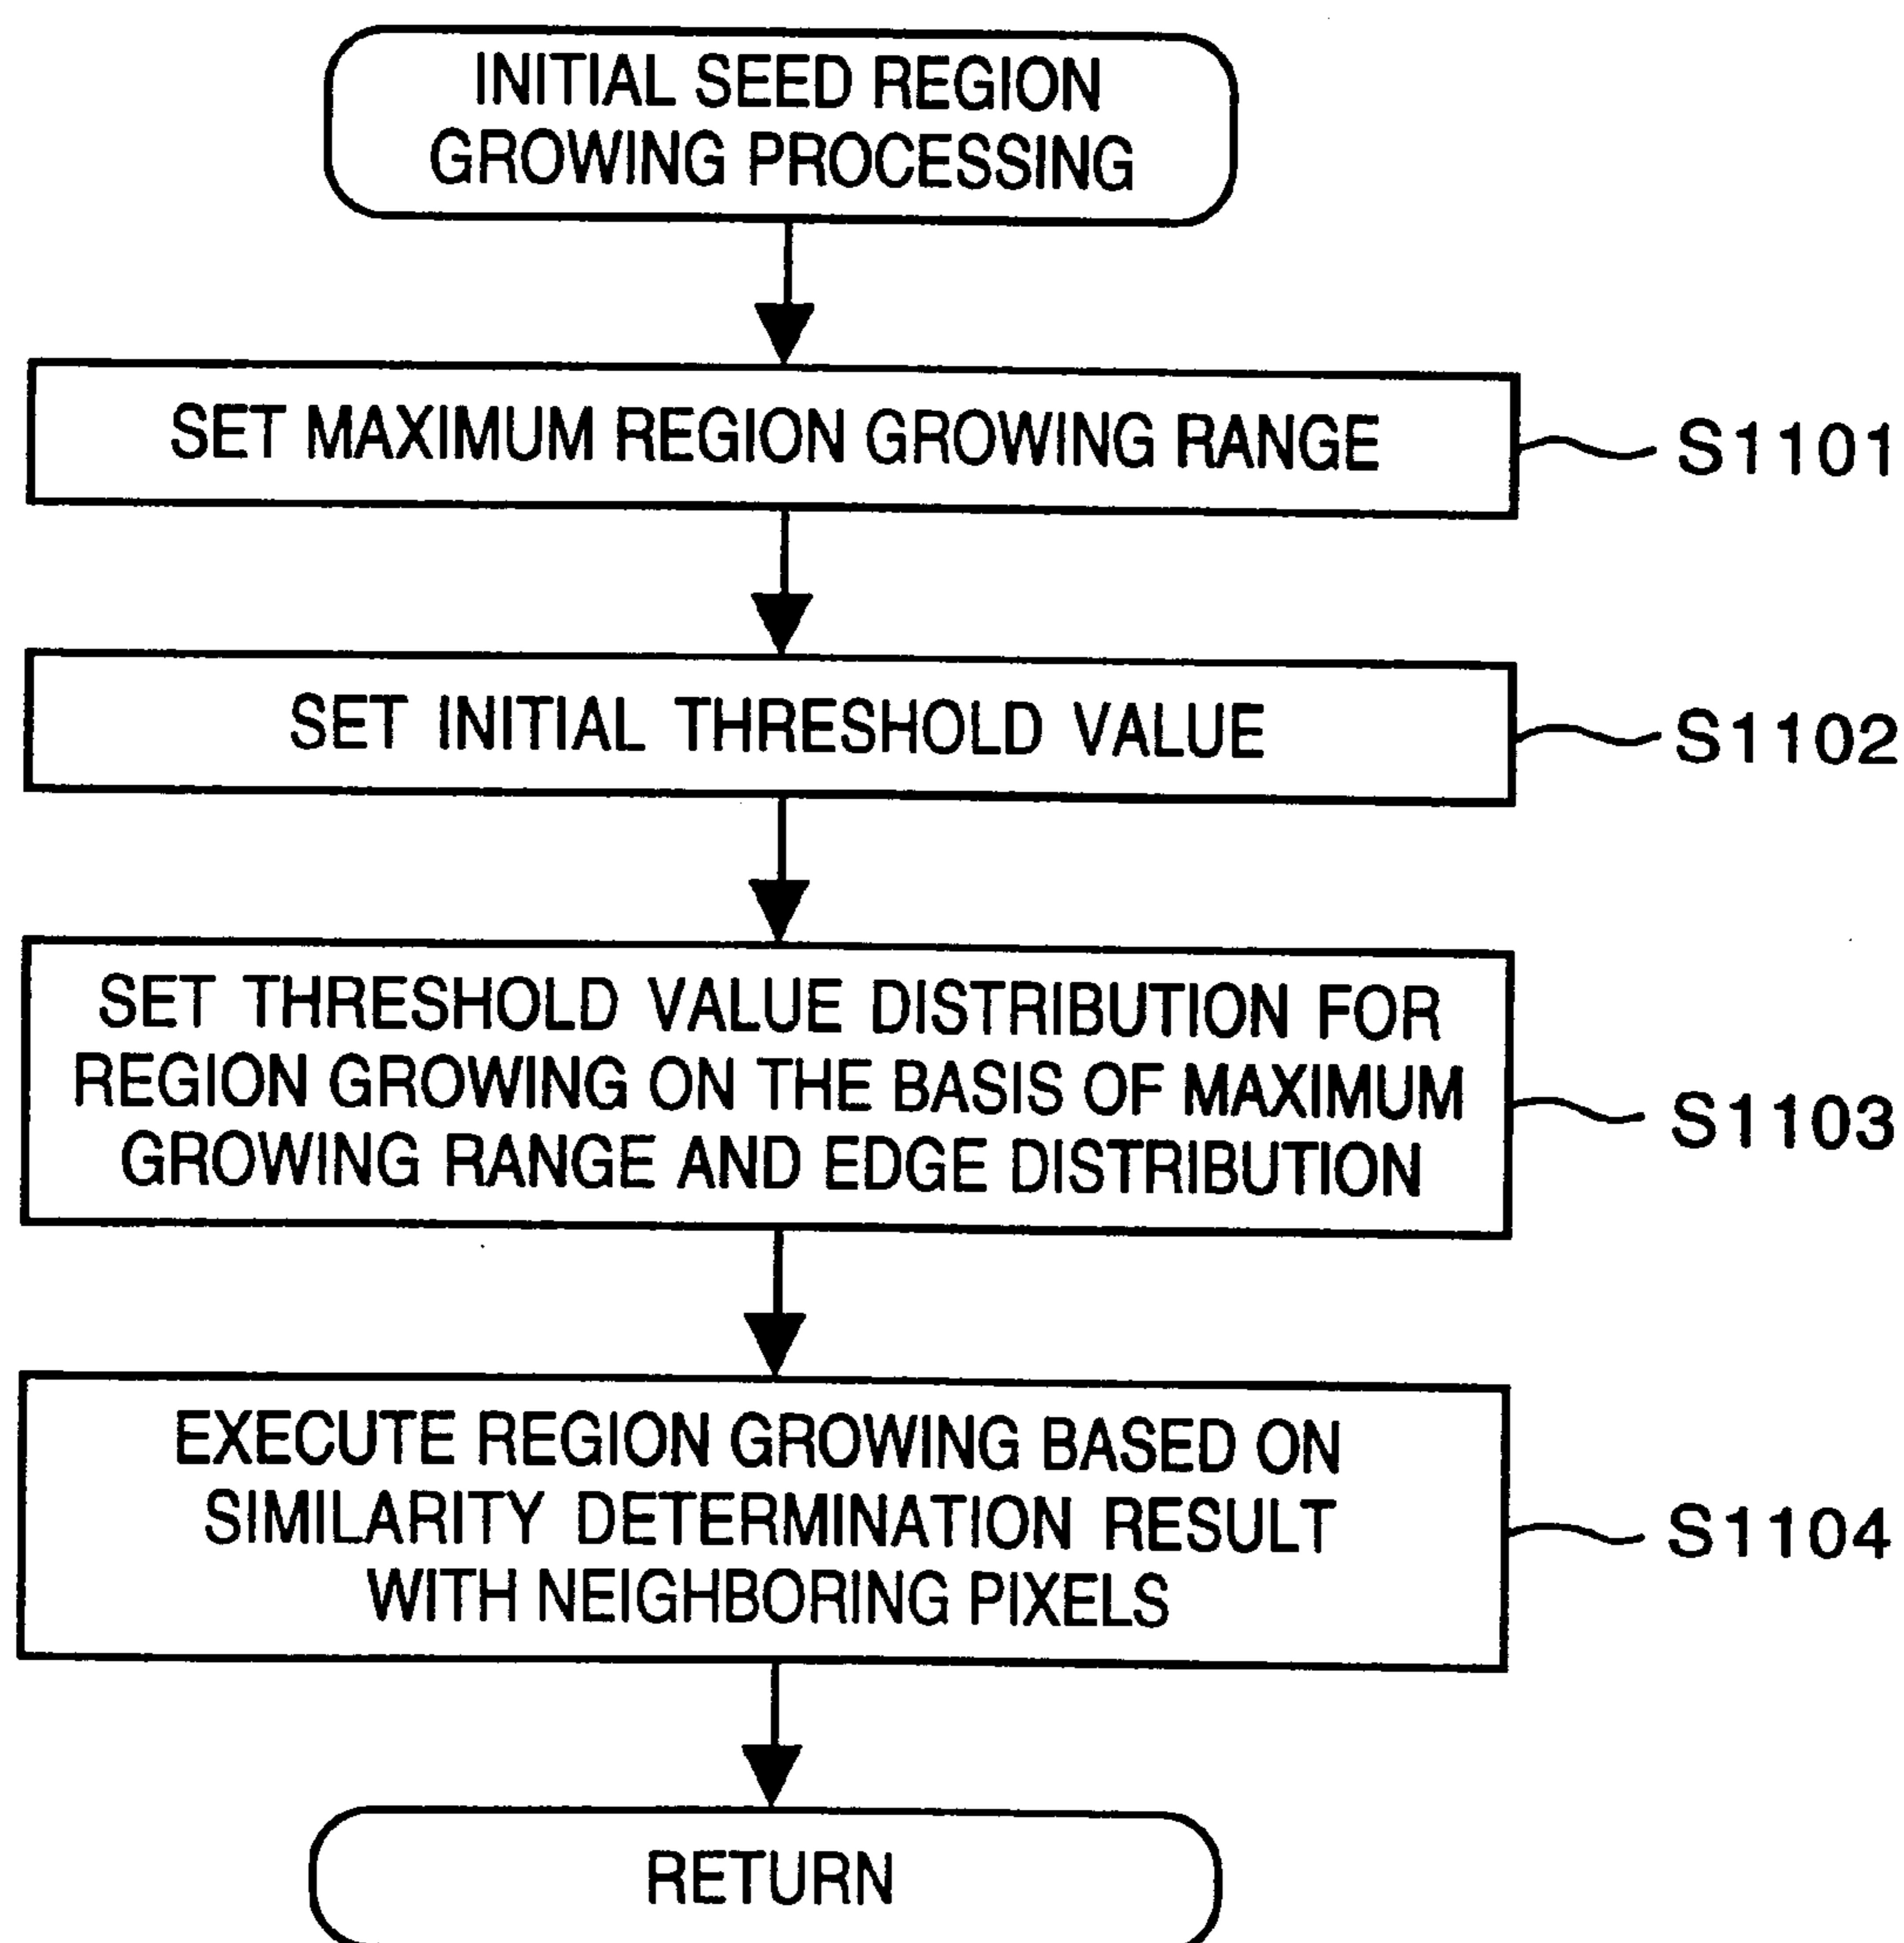 INITIAL SEED REGION
GROWING PROCESSING
SET MAXIMUM REGION GROWING RANGE
S1101
SET INITIAL THRESHOLD VALUE
S1102
SET THRESHOLD VALUE DISTRIBUTION FOR
REGION GROWING ON THE BASIS OF MAXIMUM
GROWING RANGE AND EDGE DISTRIBUTION
S1103
EXECUTE REGION GROWING BASED ON
SIMILARITY DETERMINATION RESULT
WITH NEIGHBORING PIXELS
S1104
RETURN